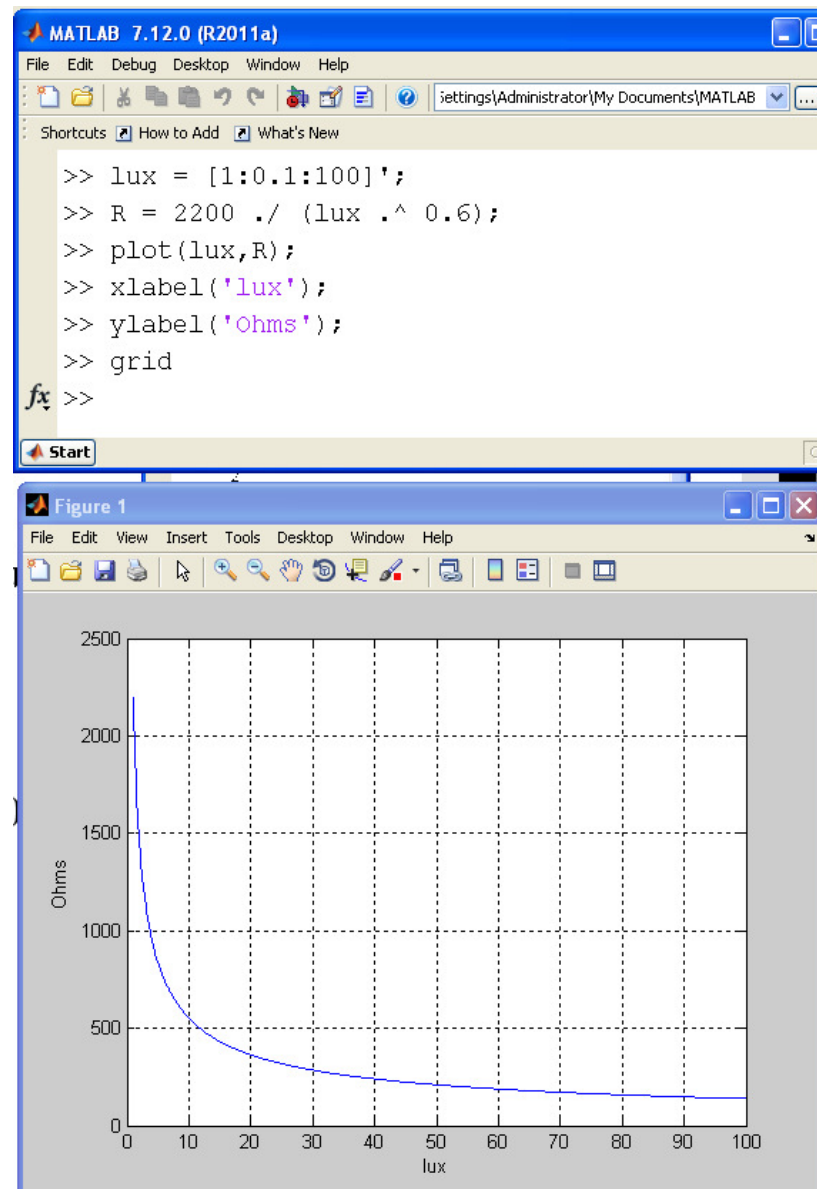 MATLAB 7.12.0 (R2011a)
File Edit Debug Desktop Window Help
Settings\Administrator\My Documents\MATLAB ...
Shortcuts How to Add What's New
>> lux = [1:0.1:100]';
>> R = 2200 ./ (lux .^ 0.6);
>> plot(lux,R);
>> xlabel('lux');
>> ylabel('Ohms');
>> grid
fx >>
Start
Figure 1
File Edit View Insert Tools Desktop Window Help
2500
2000
1500
1000
500
0
Ohms
0 10 20 30 40 50 60 70 80 90 100
lux